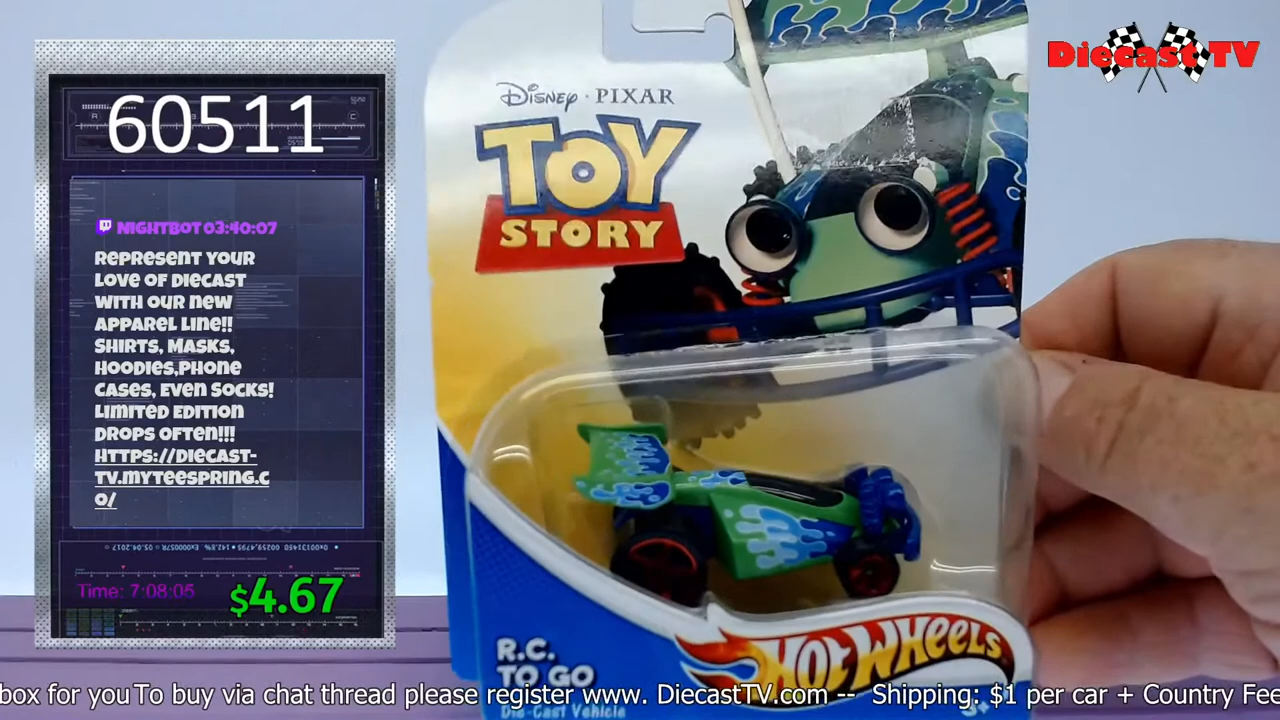 Diecast TV
60511
NIGHTBOT 03:40:07
REPRESENT YOUR
LOVE OF DIECAST
WITH OUR NEW
APPAREL LINE!!
SHIRTS, MASKS,
HOODIES,PHONE
CASES, EVEN SOCKS!
LIMITED EDITION
DROPS OFTEN!!!
HTTPS://DIECAST-
TV.MYTEESPRING.C
O/
Time: 7:08:05
$4.67
DISNEY · PIXAR
TOY
STORY
R.C.
TO GO
Die-Cast Vehicle
HOT WHEELS
3+
box for you To buy via chat thread please register www. DiecastTV.com -- Shipping: $1 per car + Country Fee